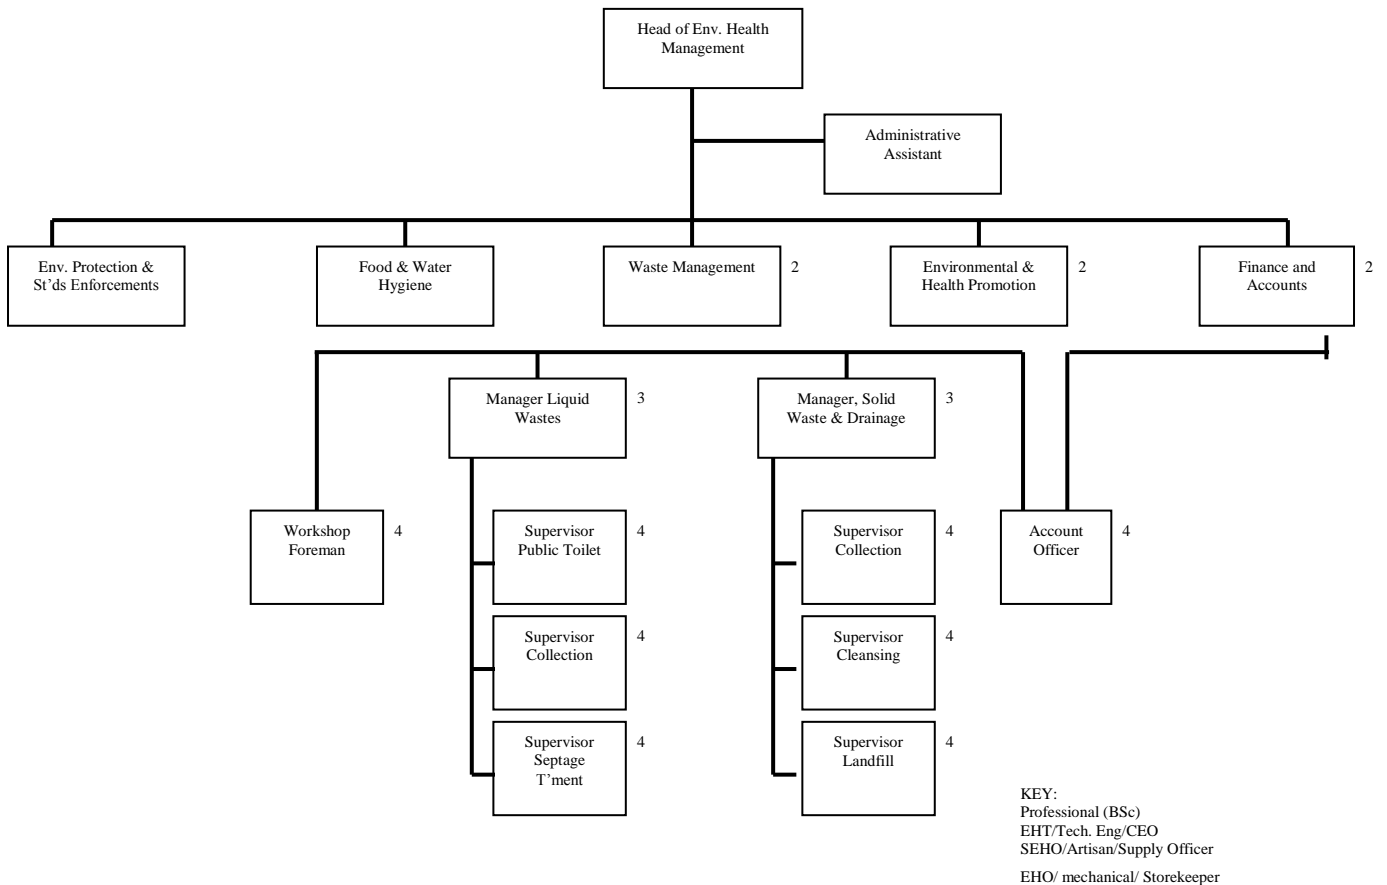 Head of Env. Health
Management
Administrative
Assistant
Env. Protection &
St’ds Enforcements
Food & Water
Hygiene
Waste Management
2
Environmental &
Health Promotion
2
Finance and
Accounts
2
Manager Liquid
Wastes
3
Manager, Solid
Waste & Drainage
3
Workshop
Foreman
4
Supervisor
Public Toilet
4
Supervisor
Collection
4
Account
Officer
4
Supervisor
Collection
4
Supervisor
Cleansing
4
Supervisor
Septage
T’ment
4
Supervisor
Landfill
4
KEY:
Professional (BSc)
EHT/Tech. Eng/CEO
SEHO/Artisan/Supply Officer
EHO/ mechanical/ Storekeeper